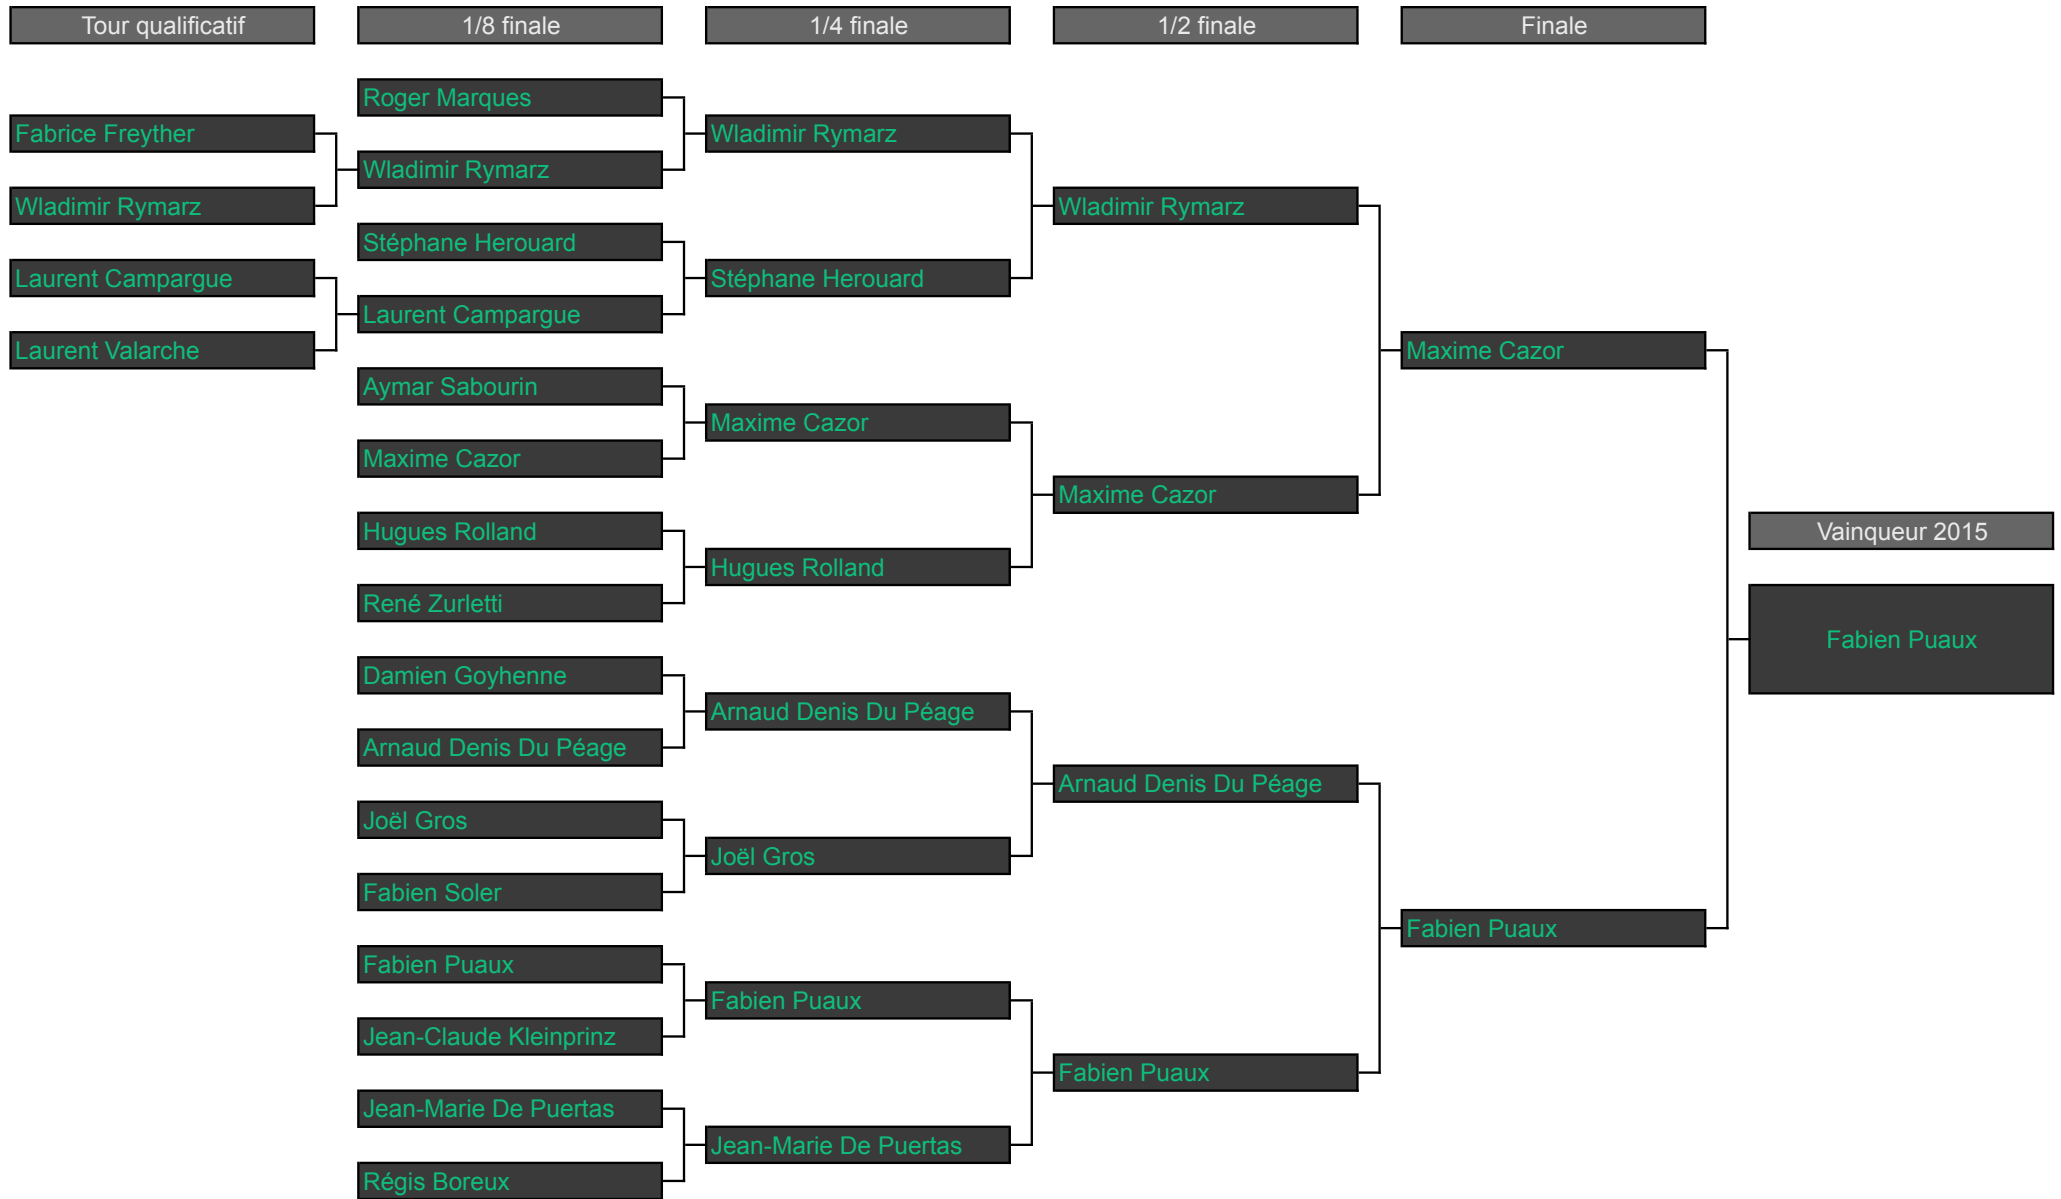 Tour qualificatif
1/8 finale
1/4 finale
1/2 finale
Finale
Fabrice Freyther
Wladimir Rymarz
Laurent Campargue
Laurent Valarche
Roger Marques
Wladimir Rymarz
Stéphane Herouard
Laurent Campargue
Aymar Sabourin
Maxime Cazor
Hugues Rolland
René Zurletti
Damien Goyhenne
Arnaud Denis Du Péage
Joël Gros
Fabien Soler
Fabien Puaux
Jean-Claude Kleinprinz
Jean-Marie De Puertas
Régis Boreux
Wladimir Rymarz
Stéphane Herouard
Maxime Cazor
Hugues Rolland
Arnaud Denis Du Péage
Joël Gros
Fabien Puaux
Jean-Marie De Puertas
Wladimir Rymarz
Maxime Cazor
Arnaud Denis Du Péage
Fabien Puaux
Maxime Cazor
Fabien Puaux
Vainqueur 2015
Fabien Puaux